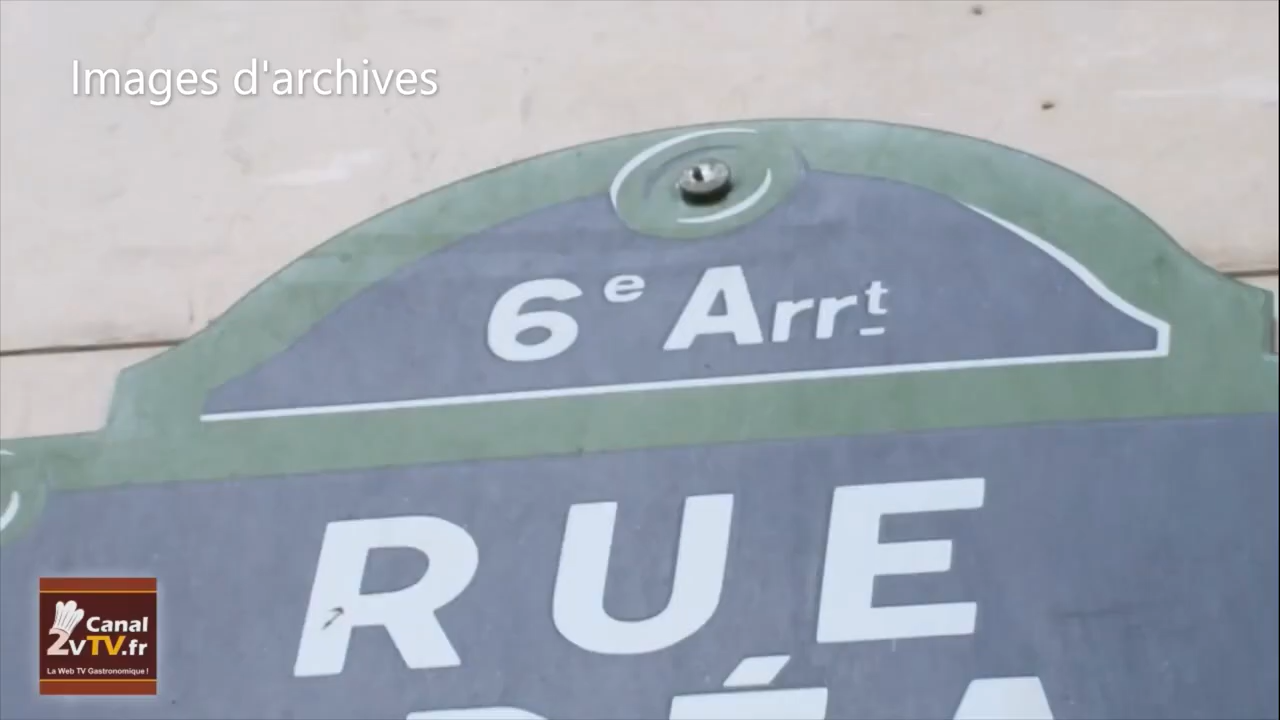 Images d'archives
6e Arrt
RUE
Canal
2vTV.fr
La Web TV Gastronomique !